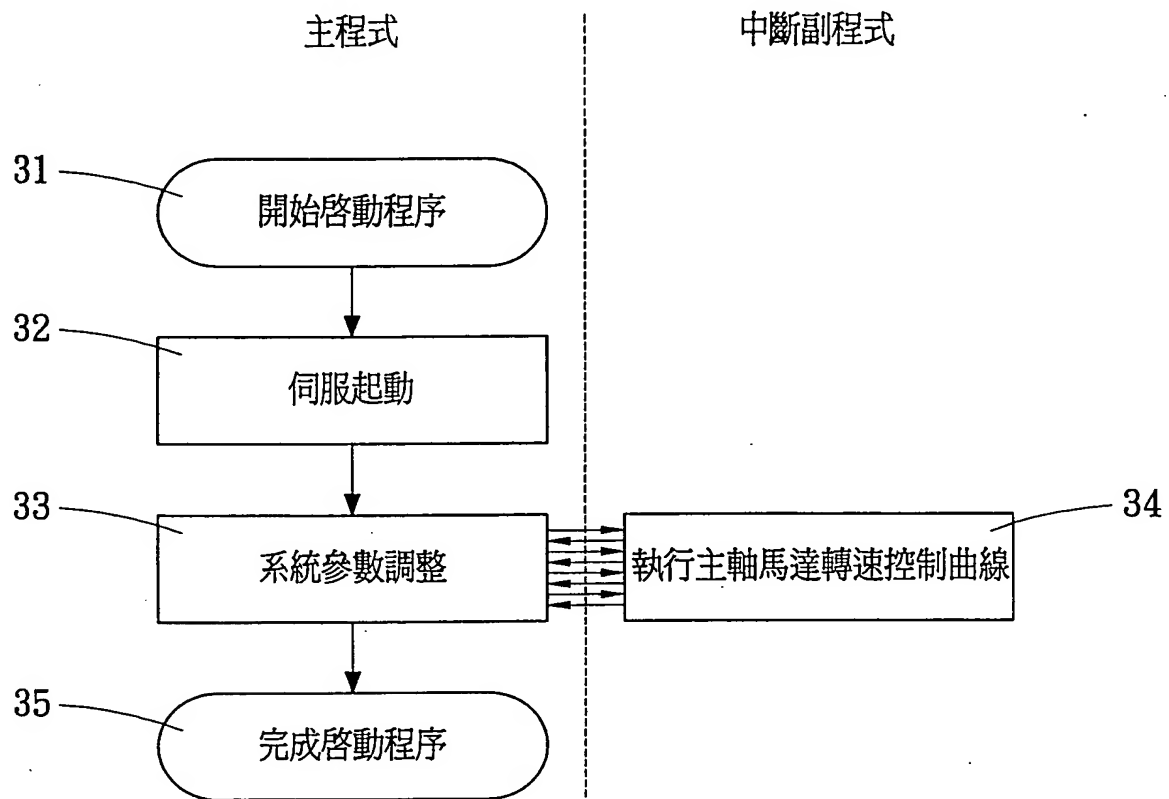 主程式
中斷副程式
31
開始啓動程序
32
伺服起動
33
系統參數調整
34
執行主軸馬達轉速控制曲線
35
完成啓動程序